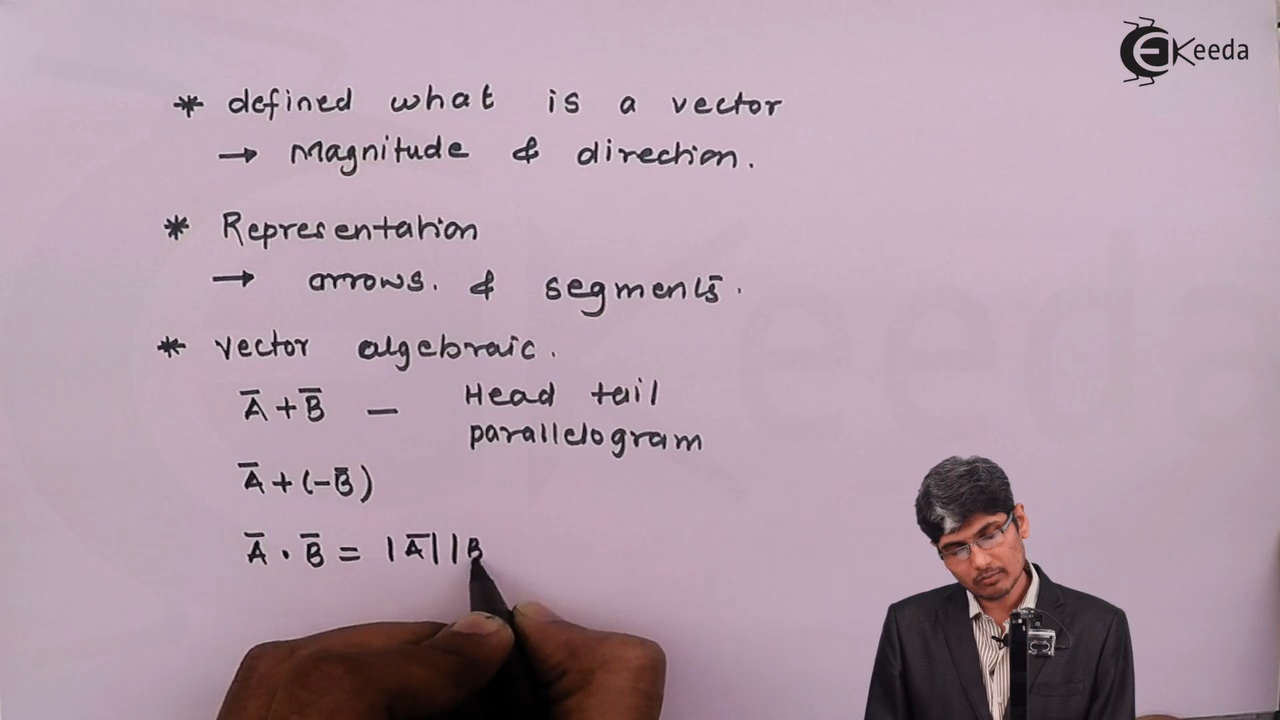 EKeeda
* defined what is a vector
→ Magnitude & direction.
* Representation
→ arrows. & segments.
* vector algebraic.
A̅ + B̅ — Head tail
parallelogram
A̅ + (-B̅)
A̅ · B̅ = |A̅| |B